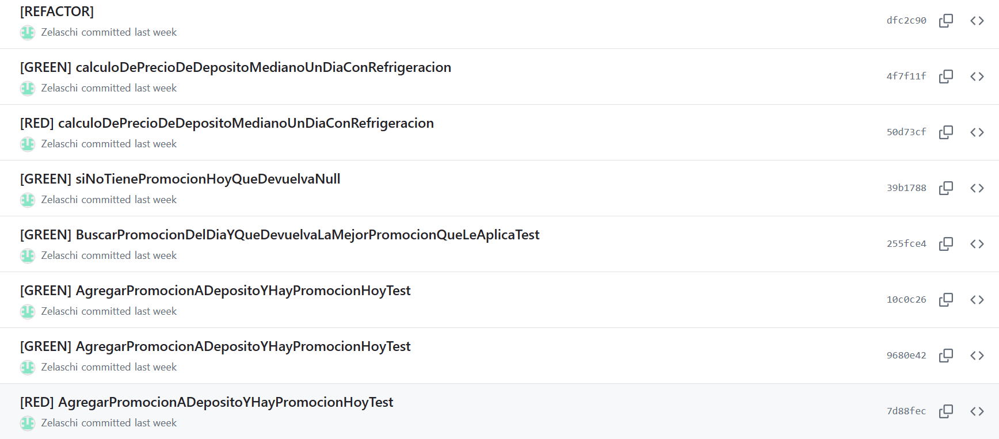 [REFACTOR]
dfc2c90
Zelaschi committed last week
[GREEN] calculoDePrecioDeDepositoMedianoUnDiaConRefrigeracion
4f7f11f
Zelaschi committed last week
[RED] calculoDePrecioDeDepositoMedianoUnDiaConRefrigeracion
50d73cf
Zelaschi committed last week
[GREEN] siNoTienePromocionHoyQueDevuelvaNull
39b1788
Zelaschi committed last week
[GREEN] BuscarPromocionDelDiaYQueDevuelvaLaMejorPromocionQueLeAplicaTest
255fce4
Zelaschi committed last week
[GREEN] AgregarPromocionADepositoYHayPromocionHoyTest
10c0c26
Zelaschi committed last week
[GREEN] AgregarPromocionADepositoYHayPromocionHoyTest
9680e42
Zelaschi committed last week
[RED] AgregarPromocionADepositoYHayPromocionHoyTest
7d88fec
Zelaschi committed last week